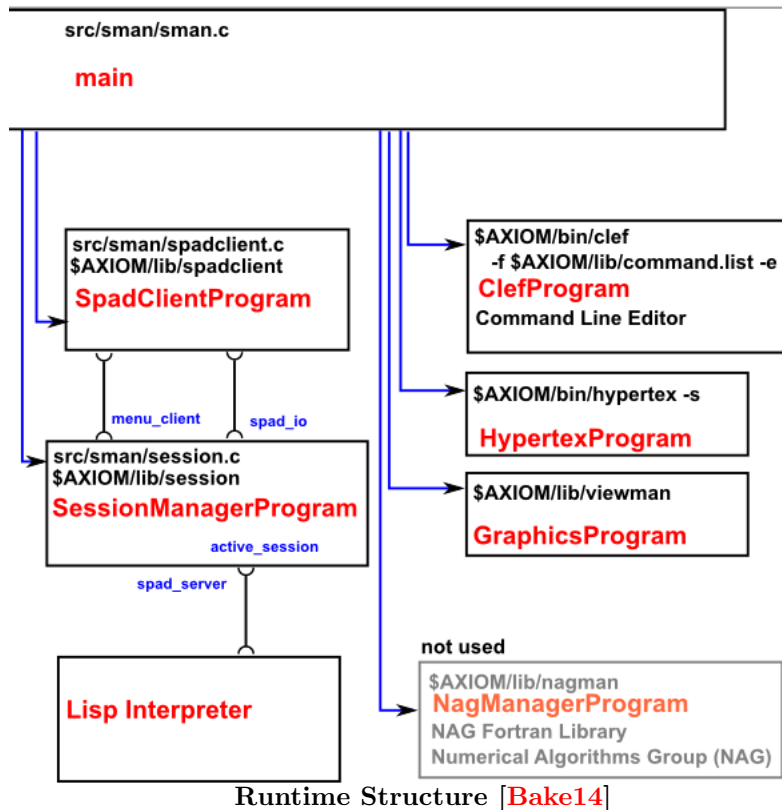 src/sman/sman.c
main
src/sman/spadclient.c
$AXIOM/lib/spadclient
SpadClientProgram
menu_client
spad_io
src/sman/session.c
$AXIOM/lib/session
SessionManagerProgram
active_session
spad_server
Lisp Interpreter
$AXIOM/bin/clef
-f $AXIOM/lib/command.list -e
ClefProgram
Command Line Editor
$AXIOM/bin/hypertex -s
HypertexProgram
$AXIOM/lib/viewman
GraphicsProgram
not used
$AXIOM/lib/nagman
NagManagerProgram
NAG Fortran Library
Numerical Algorithms Group (NAG)
Runtime Structure [Bake14]